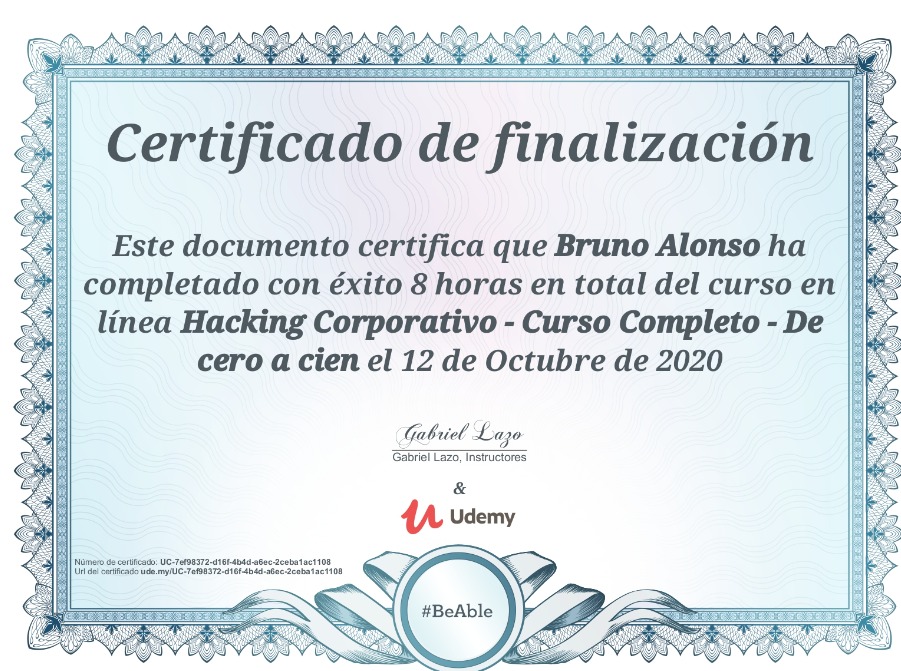 Certificado de finalización
Este documento certifica que Bruno Alonso ha
completado con éxito 8 horas en total del curso en
línea Hacking Corporativo - Curso Completo - De
cero a cien el 12 de Octubre de 2020
Gabriel Lazo
Gabriel Lazo, Instructores
&
Udemy
Número de certificado: UC-7ef98372-d16f-4b4d-a6ec-2ceba1ac1108
Url del certificado ude.my/UC-7ef98372-d16f-4b4d-a6ec-2ceba1ac1108
#BeAble